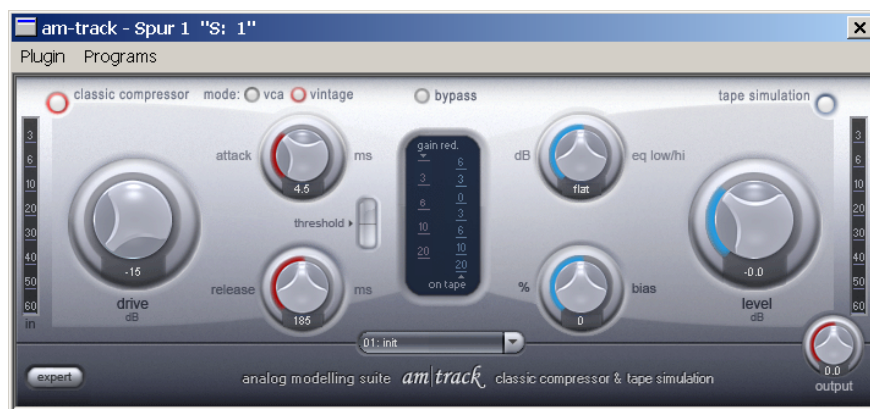 am-track - Spur 1 "S: 1"
Plugin Programs
classic compressor mode: vca vintage bypass tape simulation
attack ms
4.5
dB eq low/hi
flat
gain red.
3
6
10
20
6
3
0
3
6
10
20
on tape
threshold
-15
drive
dB
release ms
185
% bias
0
-0.0
level
dB
3
6
10
20
30
40
50
60
in
3
6
10
20
30
40
50
60
01: init
0.0
output
expert
analog modelling suite am|track classic compressor & tape simulation